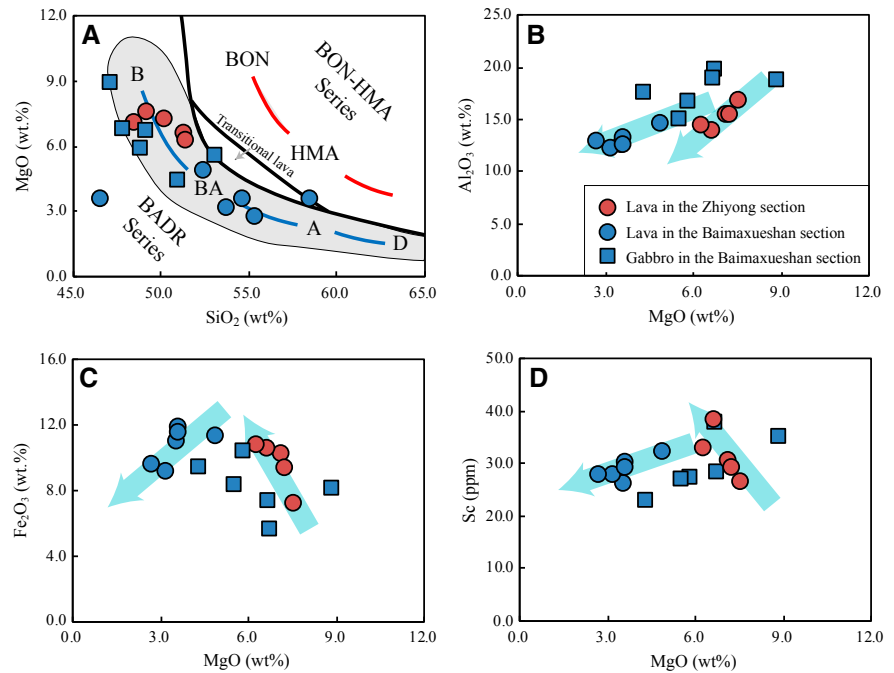 A
12.0
9.0
6.0
3.0
0.0
MgO (wt.%)
45.0 50.0 55.0 60.0 65.0
SiO2 (wt%)
B
BA
A
D
BON
HMA
BON-HMA
Series
Transitional lava
BADR
Series
B
25.0
20.0
15.0
10.0
5.0
0.0
Al2O3 (wt.%)
0.0 3.0 6.0 9.0 12.0
MgO (wt%)
Lava in the Zhiyong section
Lava in the Baimaxueshan section
Gabbro in the Baimaxueshan section
C
16.0
12.0
8.0
4.0
0.0
Fe2O3 (wt.%)
0.0 3.0 6.0 9.0 12.0
MgO (wt%)
D
50.0
40.0
30.0
20.0
10.0
0.0
Sc (ppm)
0.0 3.0 6.0 9.0 12.0
MgO (wt%)